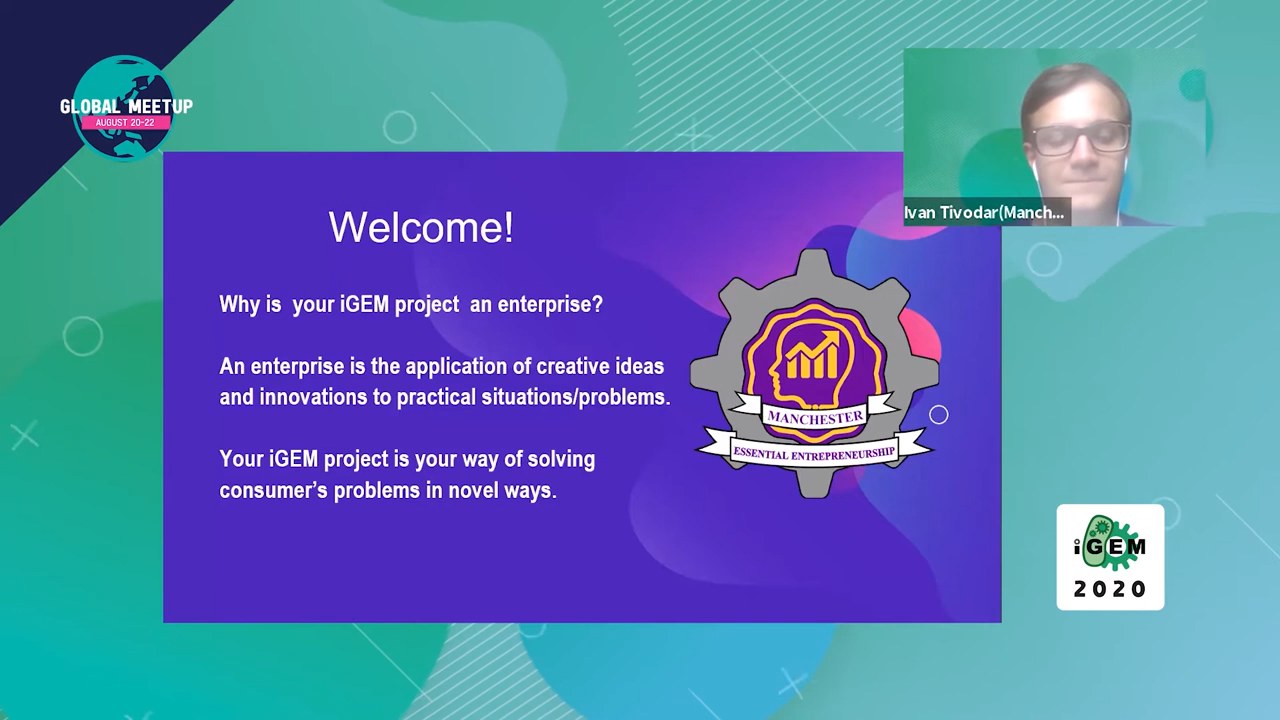 GLOBAL MEETUP
AUGUST 20-22
Ivan Tivodar(Manch...
Welcome!
Why is your iGEM project an enterprise?
An enterprise is the application of creative ideas
and innovations to practical situations/problems.
Your iGEM project is your way of solving
consumer's problems in novel ways.
MANCHESTER
ESSENTIAL ENTREPRENEURSHIP
iGEM
2020